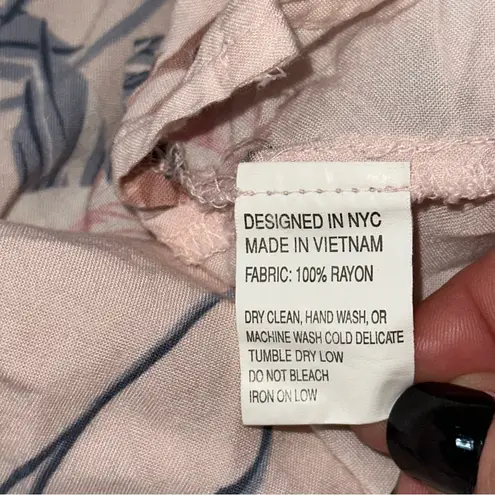 DESIGNED IN NYC
MADE IN VIETNAM
FABRIC: 100% RAYON
DRY CLEAN, HAND WASH, OR
MACHINE WASH COLD DELICATE
TUMBLE DRY LOW
DO NOT BLEACH
IRON ON LOW